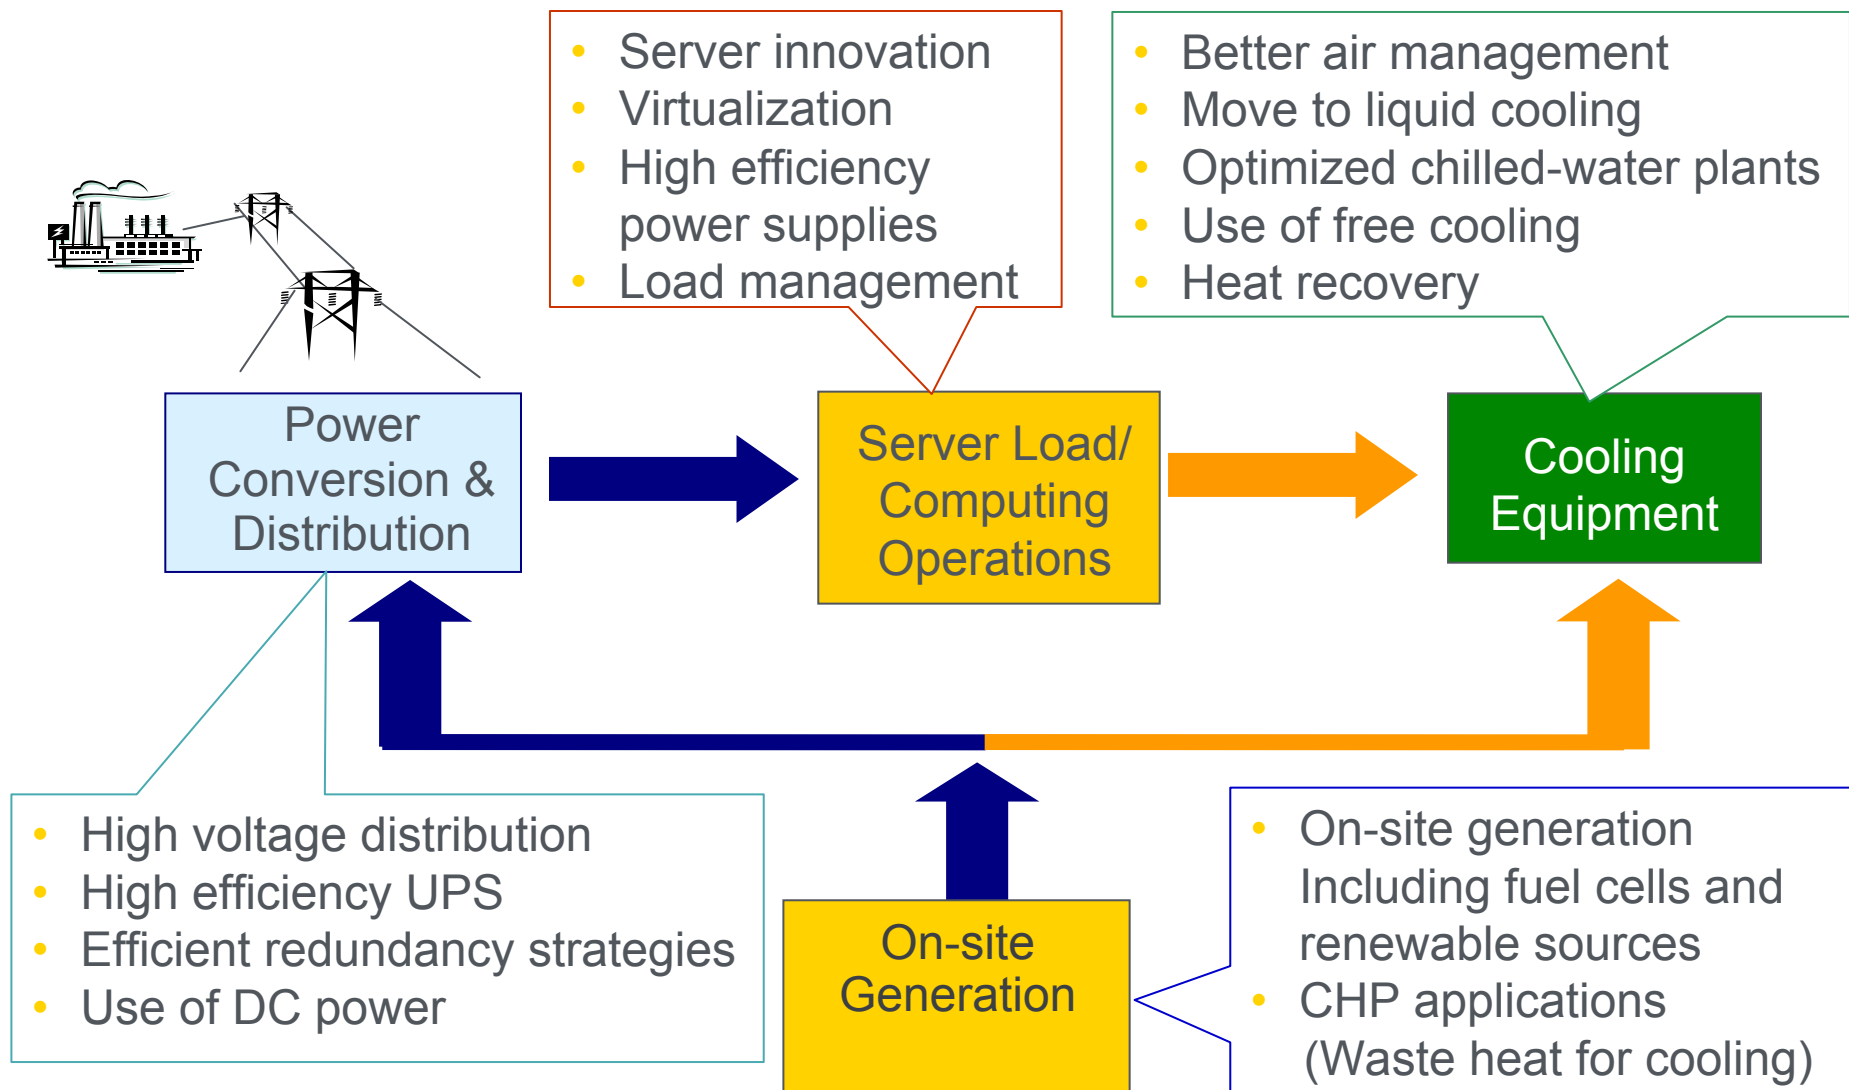 • Server innovation
• Virtualization
• High efficiency
power supplies
• Load management
• Better air management
• Move to liquid cooling
• Optimized chilled-water plants
• Use of free cooling
• Heat recovery
Power
Conversion &
Distribution
Server Load/
Computing
Operations
Cooling
Equipment
• High voltage distribution
• High efficiency UPS
• Efficient redundancy strategies
• Use of DC power
On-site
Generation
• On-site generation
Including fuel cells and
renewable sources
• CHP applications
(Waste heat for cooling)